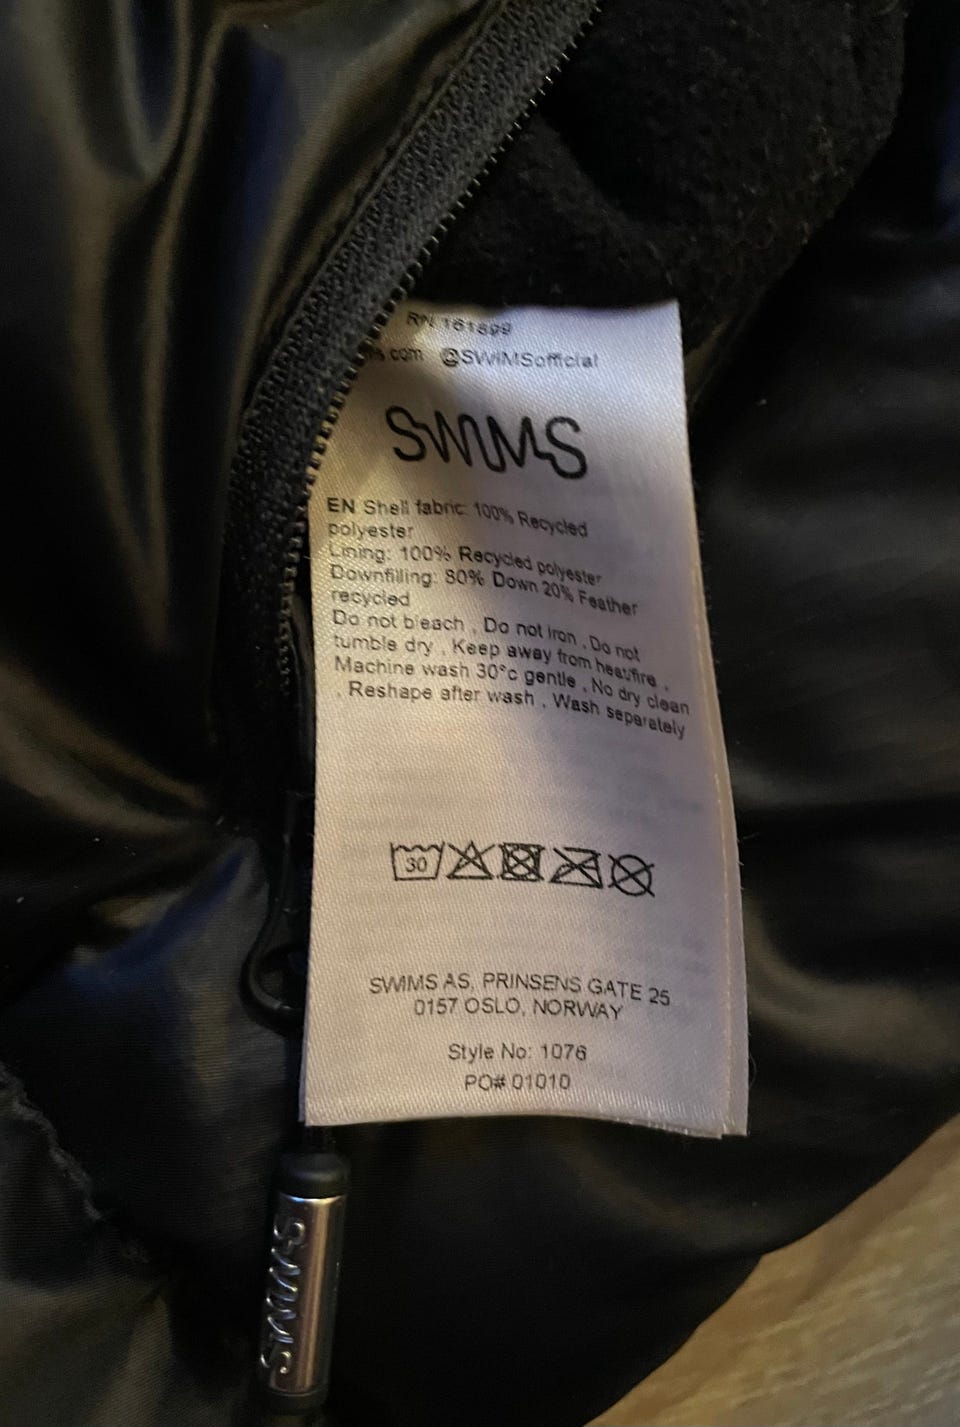 RN 161899
.com @SWIMSofficial
SWIMS
EN Shell fabric: 100% Recycled
polyester
Lining: 100% Recycled polyester
Downfilling: 80% Down 20% Feather
recycled
Do not bleach , Do not iron , Do not
tumble dry , Keep away from heat/fire ,
Machine wash 30°c gentle , No dry clean
, Reshape after wash , Wash separately
30
SWIMS AS, PRINSENS GATE 25
0157 OSLO, NORWAY
Style No: 1076
PO# 01010
SWIMS